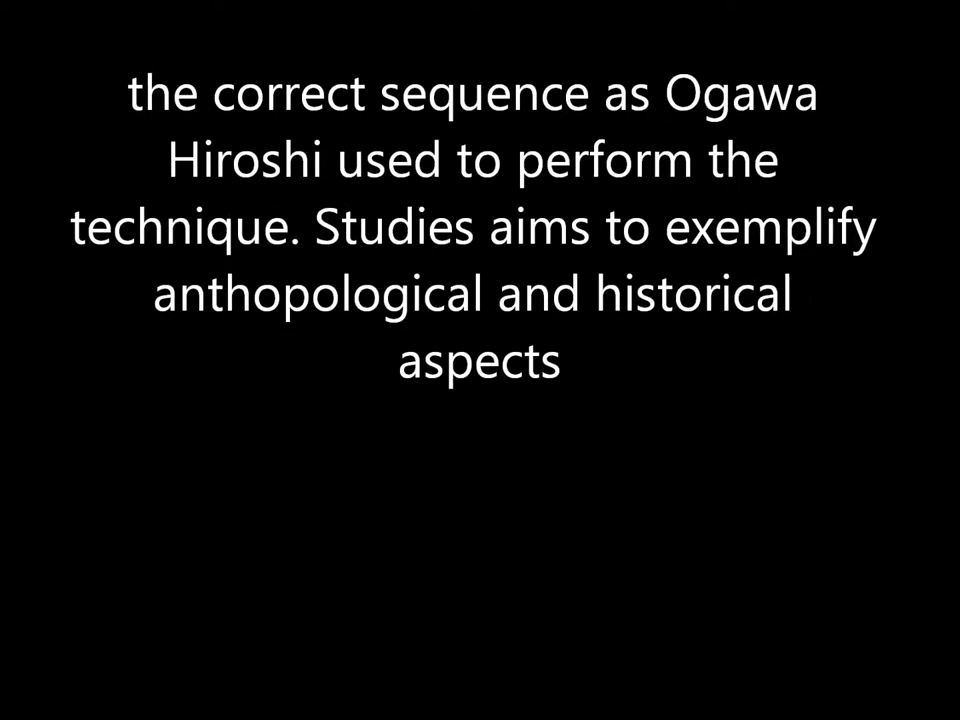 the correct sequence as Ogawa
Hiroshi used to perform the
technique. Studies aims to exemplify
anthopological and historical
aspects